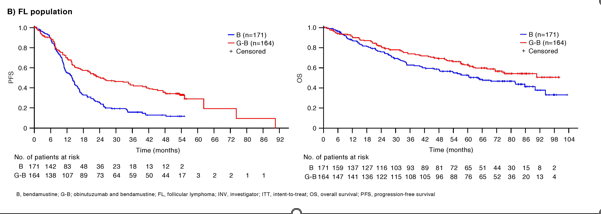 B) FL population
1.0
0.8
0.6
0.4
0.2
0
PFS
B (n=171)
G-B (n=164)
+ Censored
0 6 12 18 24 30 36 42 48 54 60 66 72 78 86 92
Time (months)
No. of patients at risk
B 171 142 83 48 36 23 18 13 12 2
G-B 164 138 107 89 73 64 59 50 44 17 3 2 2 1 1
1.0
0.8
0.6
0.4
0.2
0
OS
B (n=171)
G-B (n=164)
+ Censored
0 6 12 18 24 30 36 42 48 54 60 66 72 78 86 92 98 104
Time (months)
No. of patients at risk
B 171 159 137 127 116 103 93 89 81 72 65 51 44 30 15 8 2
G-B 164 147 141 136 122 115 108 105 96 88 76 65 52 36 20 13 4
B, bendamustine; G-B; obinutuzumab and bendamustine; FL, follicular lymphoma; INV, investigator; ITT, intent-to-treat; OS, overall survival; PFS, progression-free survival